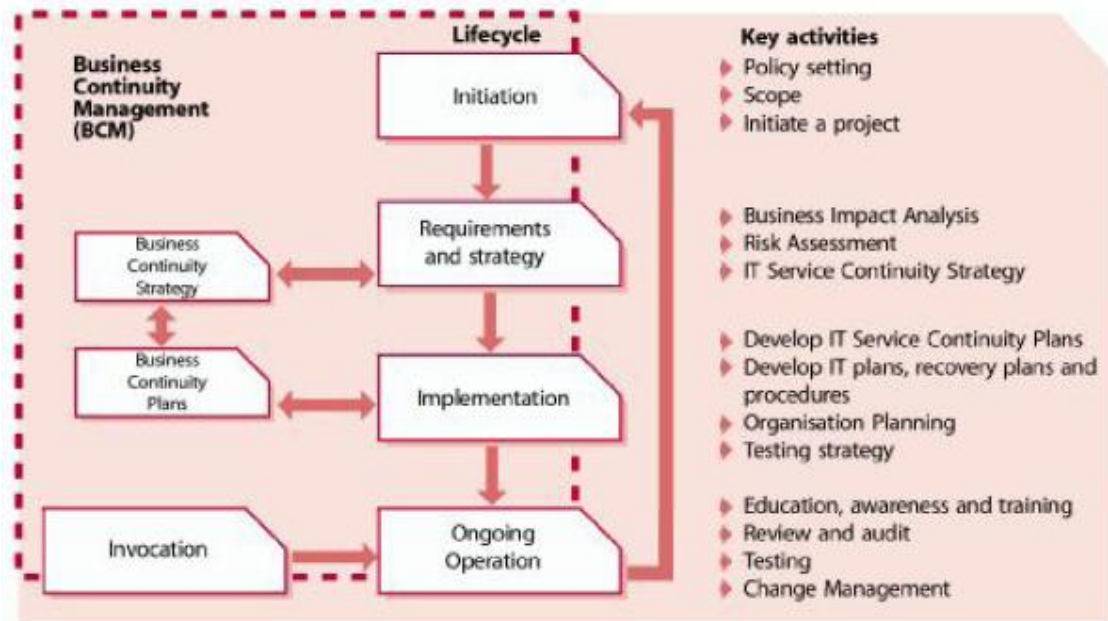 Business
Continuity
Management
(BCM)
Lifecycle
Initiation
Requirements
and strategy
Business
Continuity
Strategy
Business
Continuity
Plans
Implementation
Invocation
Ongoing
Operation
Key activities
Policy setting
Scope
Initiate a project
Business Impact Analysis
Risk Assessment
IT Service Continuity Strategy
Develop IT Service Continuity Plans
Develop IT plans, recovery plans and
procedures
Organisation Planning
Testing strategy
Education, awareness and training
Review and audit
Testing
Change Management